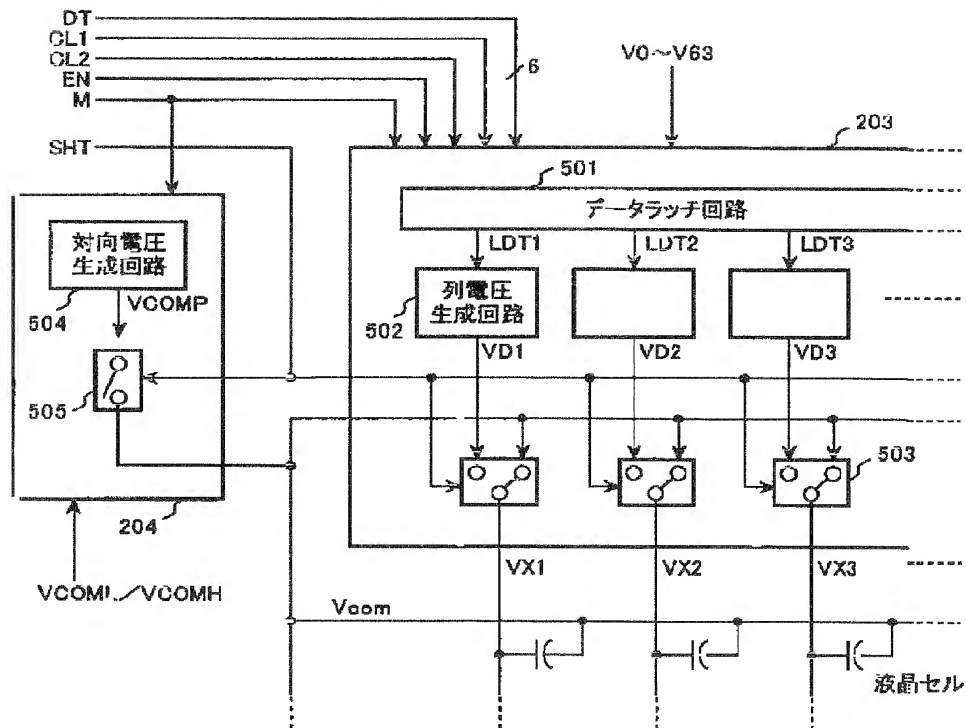 DT
CL1
CL2
EN
M
SHT
6
V0～V63
203
501
データラッチ回路
LDT1
LDT2
LDT3
対向電圧
生成回路
504
VCOMP
列電圧
生成回路
502
VD1
VD2
VD3
505
503
204
VCOML／VCOMH
VX1
VX2
VX3
Vcom
液晶セル